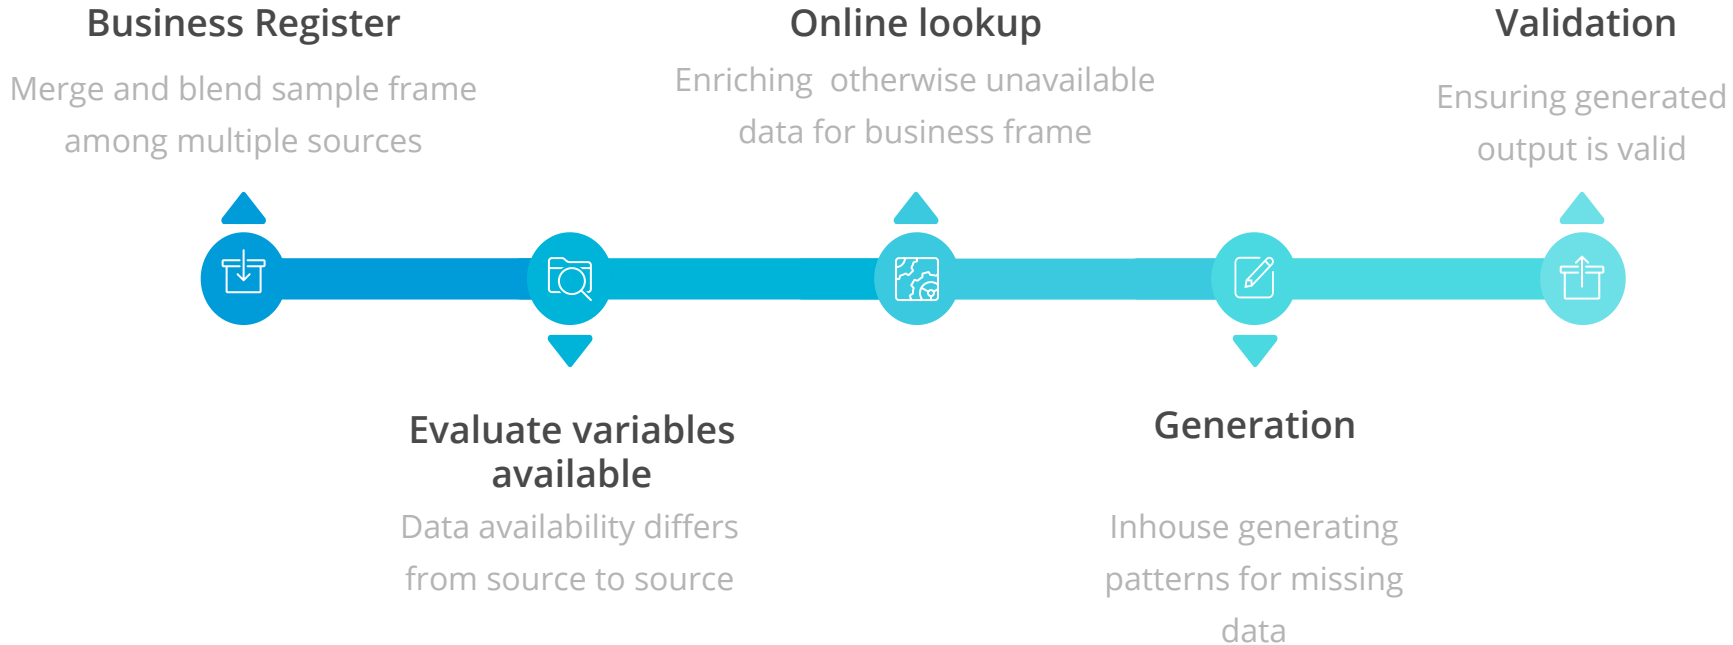 Business Register
Merge and blend sample frame
among multiple sources
Evaluate variables
available
Data availability differs
from source to source
Online lookup
Enriching  otherwise unavailable
data for business frame
Generation
Inhouse generating
patterns for missing
data
Validation
Ensuring generated
output is valid